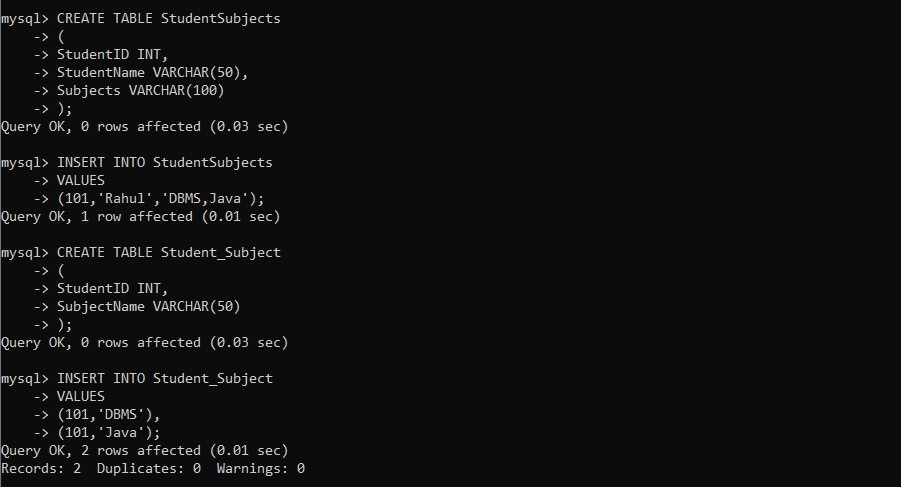 mysql> CREATE TABLE StudentSubjects
    -> (
    -> StudentID INT,
    -> StudentName VARCHAR(50),
    -> Subjects VARCHAR(100)
    -> );
Query OK, 0 rows affected (0.03 sec)

mysql> INSERT INTO StudentSubjects
    -> VALUES
    -> (101,'Rahul','DBMS,Java');
Query OK, 1 row affected (0.01 sec)

mysql> CREATE TABLE Student_Subject
    -> (
    -> StudentID INT,
    -> SubjectName VARCHAR(50)
    -> );
Query OK, 0 rows affected (0.03 sec)

mysql> INSERT INTO Student_Subject
    -> VALUES
    -> (101,'DBMS'),
    -> (101,'Java');
Query OK, 2 rows affected (0.01 sec)
Records: 2  Duplicates: 0  Warnings: 0